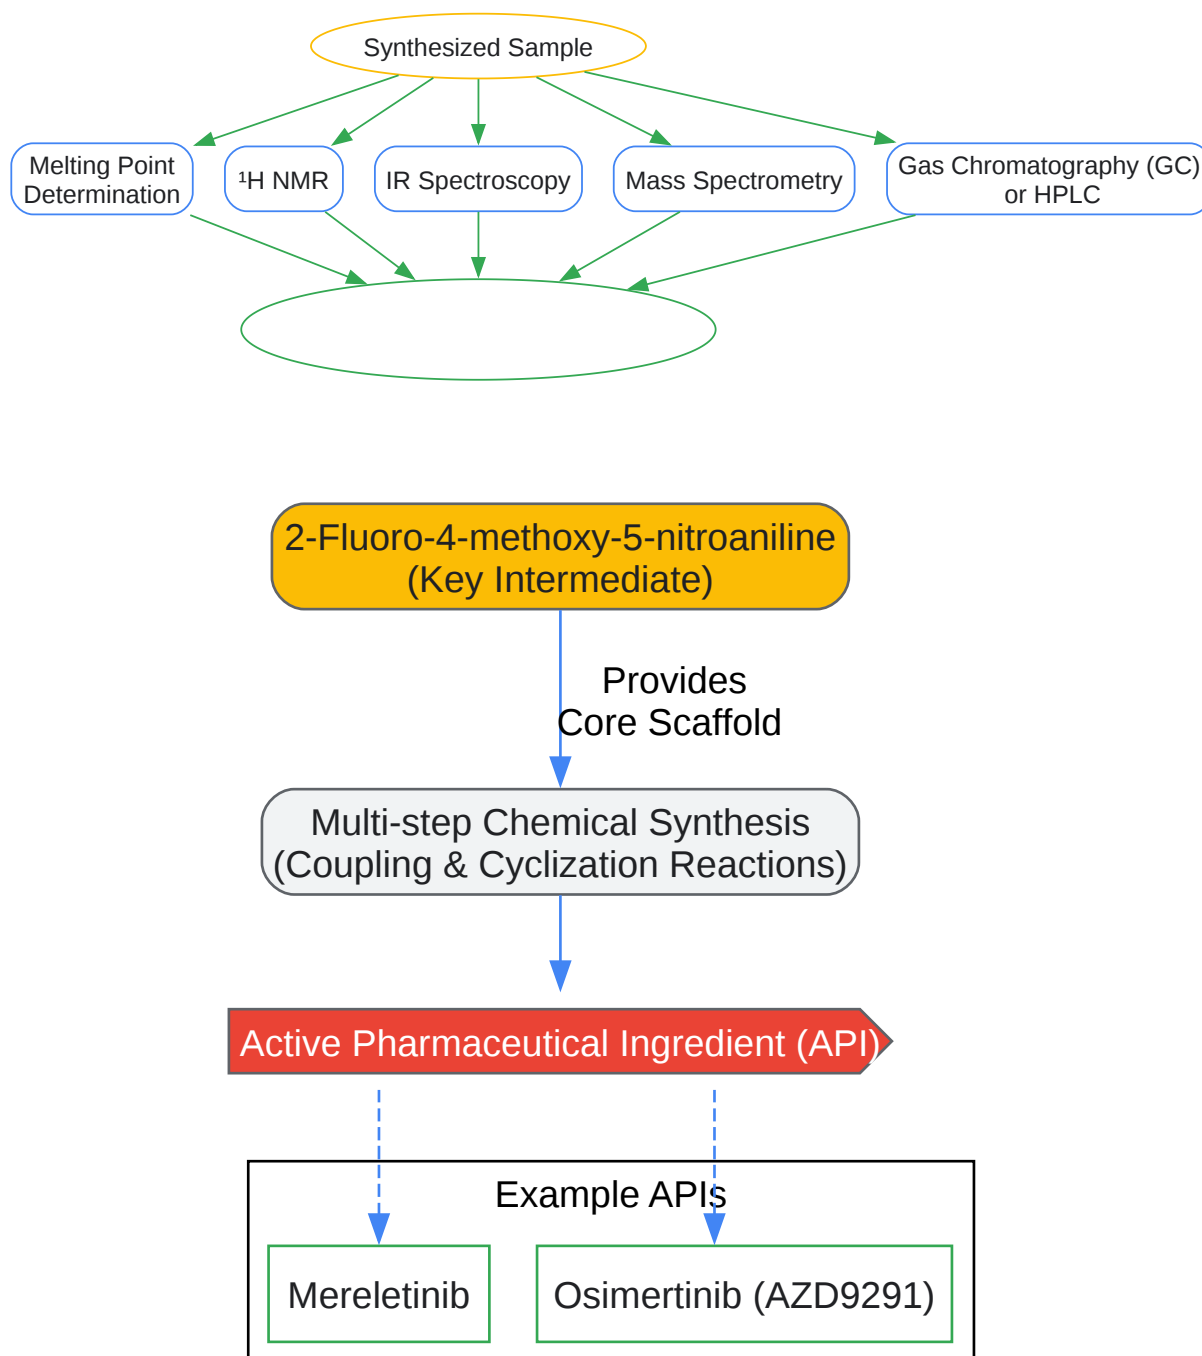 Synthesized Sample
Melting Point
Determination
¹H NMR
IR Spectroscopy
Mass Spectrometry
Gas Chromatography (GC)
or HPLC
2-Fluoro-4-methoxy-5-nitroaniline
(Key Intermediate)
Provides
Core Scaffold
Multi-step Chemical Synthesis
(Coupling & Cyclization Reactions)
Active Pharmaceutical Ingredient (API)
Example APIs
Mereletinib
Osimertinib (AZD9291)